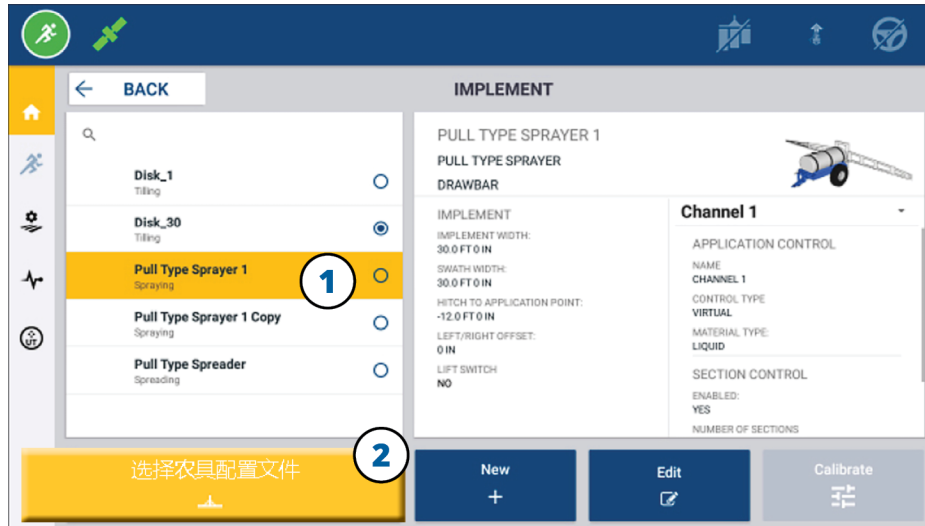 BACK
IMPLEMENT
Disk_1
Tilling
Disk_30
Tilling
Pull Type Sprayer 1
Spraying
1
Pull Type Sprayer 1 Copy
Spraying
Pull Type Spreader
Spreading
PULL TYPE SPRAYER 1
PULL TYPE SPRAYER
DRAWBAR
IMPLEMENT
IMPLEMENT WIDTH:
30.0 FT 0 IN
SWATH WIDTH:
30.0 FT 0 IN
HITCH TO APPLICATION POINT:
-12.0 FT 0 IN
LEFT/RIGHT OFFSET:
0 IN
LIFT SWITCH
NO
Channel 1
APPLICATION CONTROL
NAME
CHANNEL 1
CONTROL TYPE
VIRTUAL
MATERIAL TYPE:
LIQUID
SECTION CONTROL
ENABLED:
YES
NUMBER OF SECTIONS
UT
选择农具配置文件
2
New
Edit
Calibrate